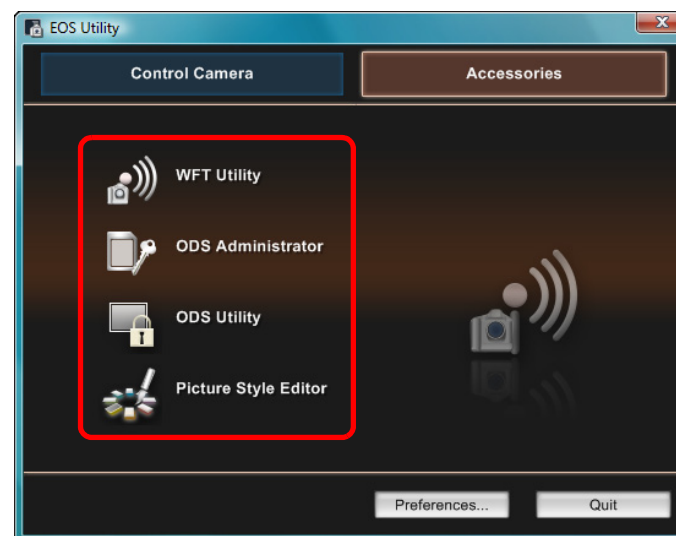 EOS Utility
Control Camera
Accessories
WFT Utility
ODS Administrator
ODS Utility
Picture Style Editor
Preferences...
Quit